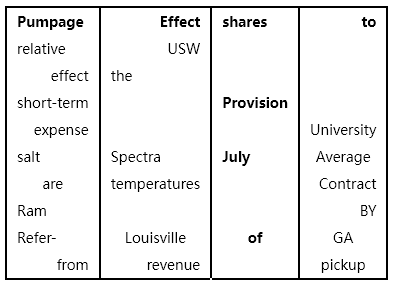 Pumpage Effect shares to
relative USW
effect the
short-term Provision
expense University
salt Spectra July Average
are temperatures Contract
Ram BY
Refer- Louisville of GA
from revenue pickup